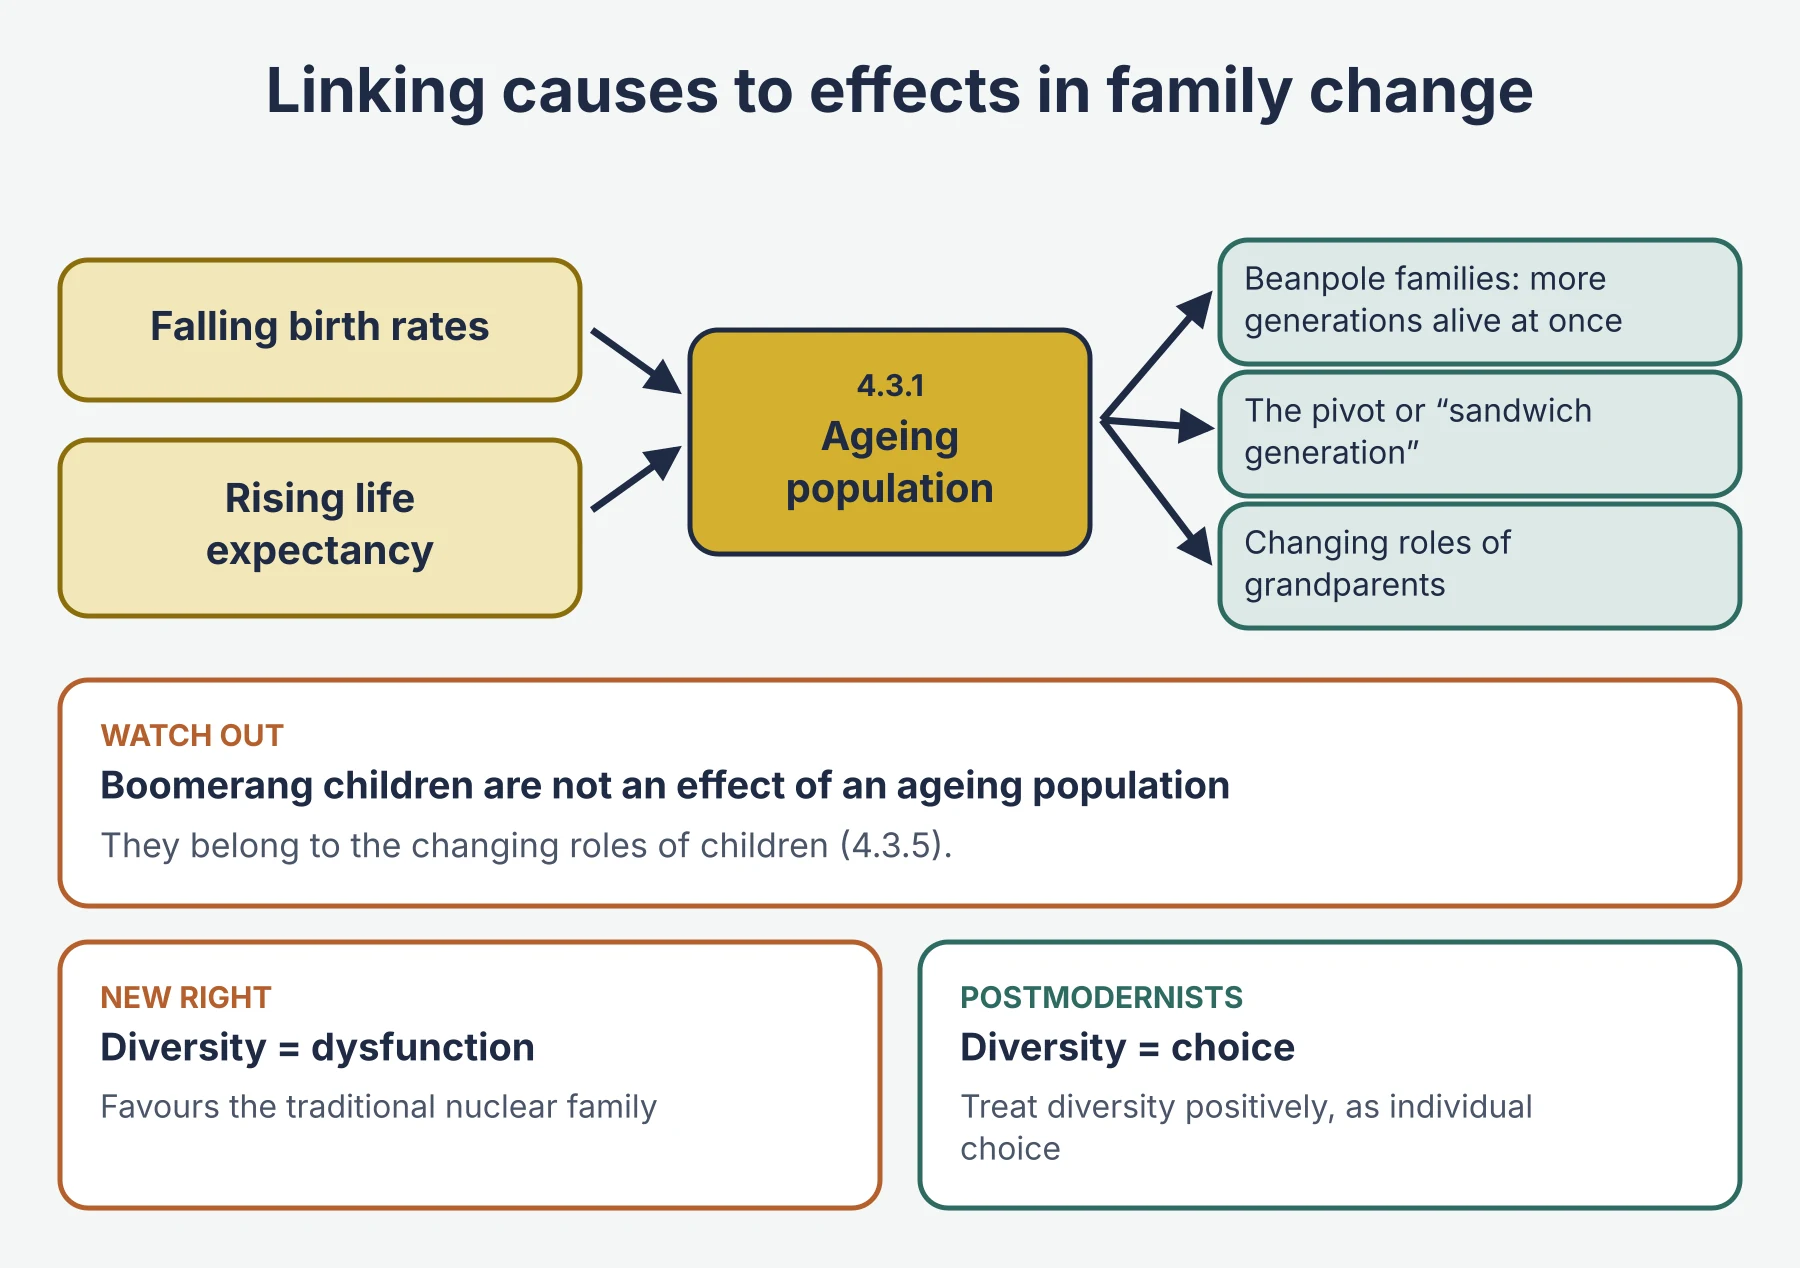 Linking causes to effects in family change
Falling birth rates
Rising life
expectancy
4.3.1
Ageing
population
Beanpole families: more
generations alive at once
The pivot or “sandwich
generation”
Changing roles of
grandparents
WATCH OUT
Boomerang children are not an effect of an ageing population
They belong to the changing roles of children (4.3.5).
NEW RIGHT
Diversity = dysfunction
Favours the traditional nuclear family
POSTMODERNISTS
Diversity = choice
Treat diversity positively, as individual
choice